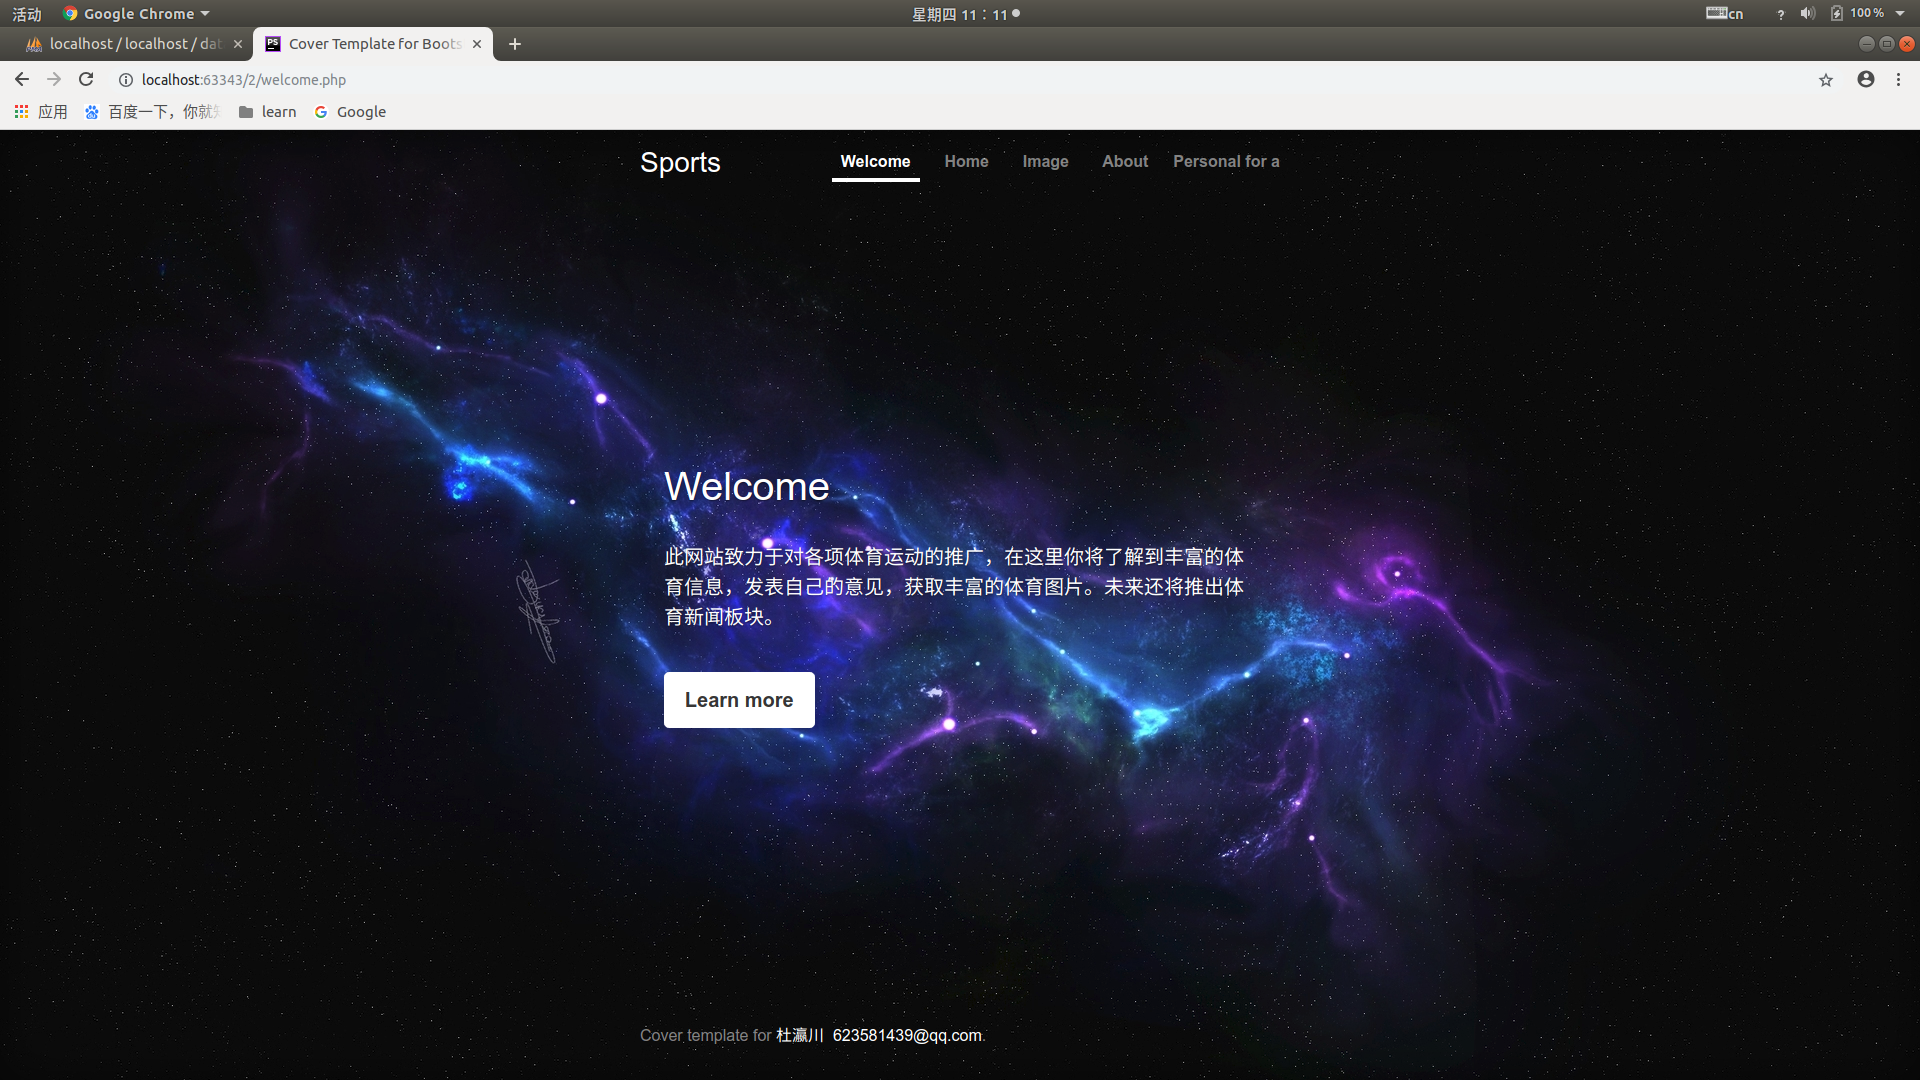 活动 Google Chrome 星期四 11：11 cn ? 100%
localhost / localhost / dat Cover Template for Boots
localhost:63343/2/welcome.php
应用 百度一下，你就知 learn Google
Sports Welcome Home Image About Personal for a
Welcome
此网站致力于对各项体育运动的推广，在这里你将了解到丰富的体
育信息，发表自己的意见，获取丰富的体育图片。未来还将推出体
育新闻板块。
Learn more
Cover template for 杜瀛川 623581439@qq.com.